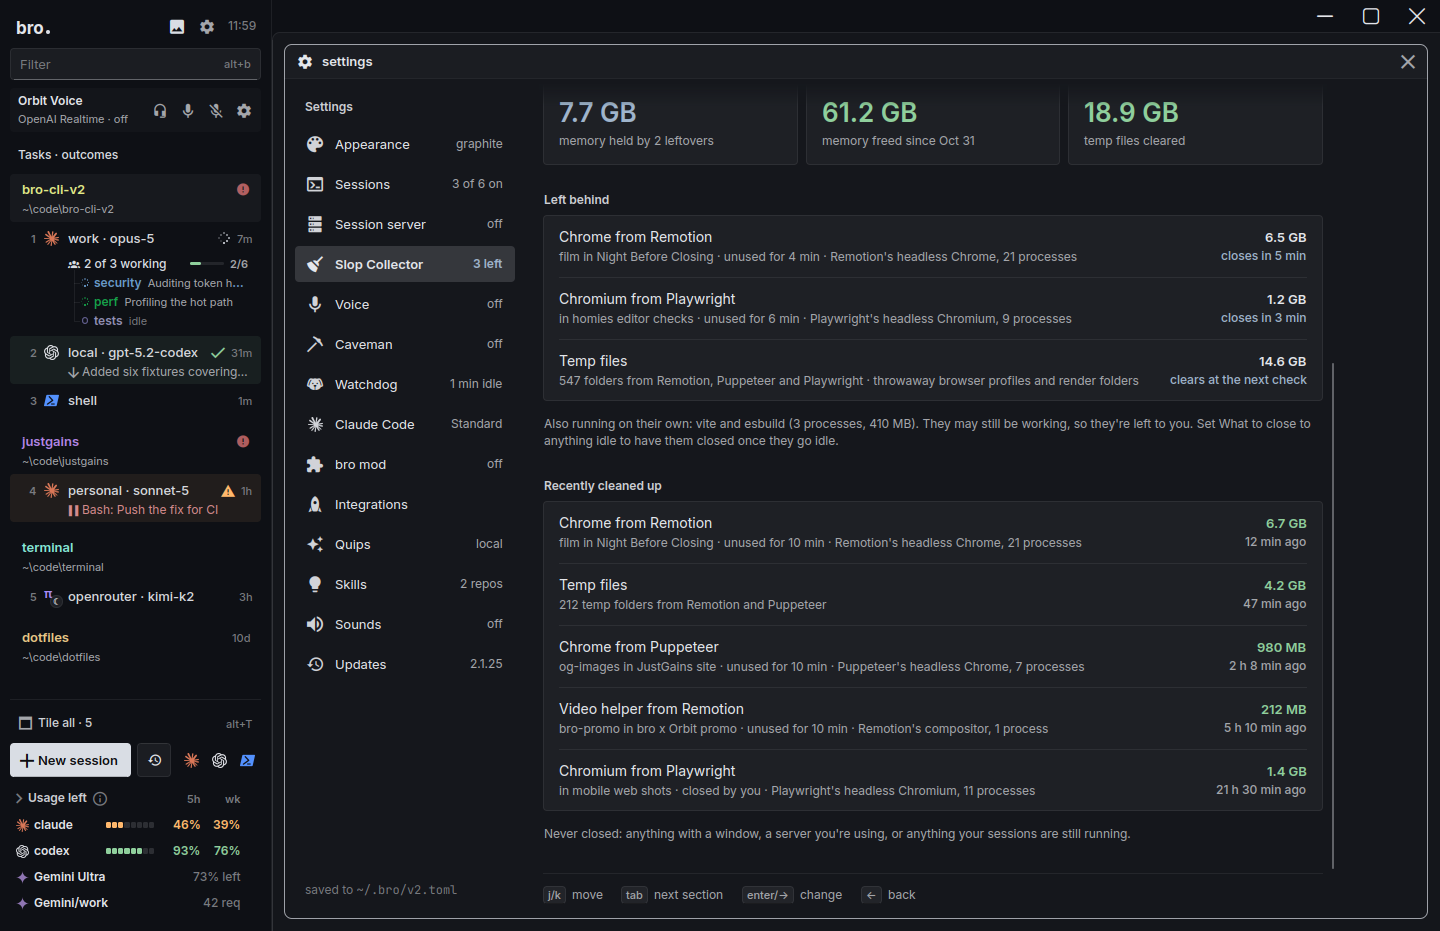 bro.
11:59
Filter
alt+b
Orbit Voice
OpenAI Realtime · off
Tasks · outcomes
bro-cli-v2
~\code\bro-cli-v2
1 work · opus-5 7m
2 of 3 working 2/6
security Auditing token h...
perf Profiling the hot path
tests idle
2 local · gpt-5.2-codex 31m
Added six fixtures covering...
3 shell 1m
justgains
~\code\justgains
4 personal · sonnet-5 1h
Bash: Push the fix for CI
terminal
~\code\terminal
5 openrouter · kimi-k2 3h
dotfiles 10d
~\code\dotfiles
Tile all · 5 alt+T
New session
Usage left 5h wk
claude 46% 39%
codex 93% 76%
Gemini Ultra 73% left
Gemini/work 42 req
settings
Settings
Appearance graphite
Sessions 3 of 6 on
Session server off
Slop Collector 3 left
Voice off
Caveman off
Watchdog 1 min idle
Claude Code Standard
bro mod off
Integrations
Quips local
Skills 2 repos
Sounds off
Updates 2.1.25
saved to ~/.bro/v2.toml
7.7 GB
memory held by 2 leftovers
61.2 GB
memory freed since Oct 31
18.9 GB
temp files cleared
Left behind
Chrome from Remotion 6.5 GB
film in Night Before Closing · unused for 4 min · Remotion's headless Chrome, 21 processes closes in 5 min
Chromium from Playwright 1.2 GB
in homies editor checks · unused for 6 min · Playwright's headless Chromium, 9 processes closes in 3 min
Temp files 14.6 GB
547 folders from Remotion, Puppeteer and Playwright · throwaway browser profiles and render folders clears at the next check
Also running on their own: vite and esbuild (3 processes, 410 MB). They may still be working, so they're left to you. Set What to close to
anything idle to have them closed once they go idle.
Recently cleaned up
Chrome from Remotion 6.7 GB
film in Night Before Closing · unused for 10 min · Remotion's headless Chrome, 21 processes 12 min ago
Temp files 4.2 GB
212 temp folders from Remotion and Puppeteer 47 min ago
Chrome from Puppeteer 980 MB
og-images in JustGains site · unused for 10 min · Puppeteer's headless Chrome, 7 processes 2 h 8 min ago
Video helper from Remotion 212 MB
bro-promo in bro x Orbit promo · unused for 10 min · Remotion's compositor, 1 process 5 h 10 min ago
Chromium from Playwright 1.4 GB
in mobile web shots · closed by you · Playwright's headless Chromium, 11 processes 21 h 30 min ago
Never closed: anything with a window, a server you're using, or anything your sessions are still running.
j/k move tab next section enter/→ change ← back